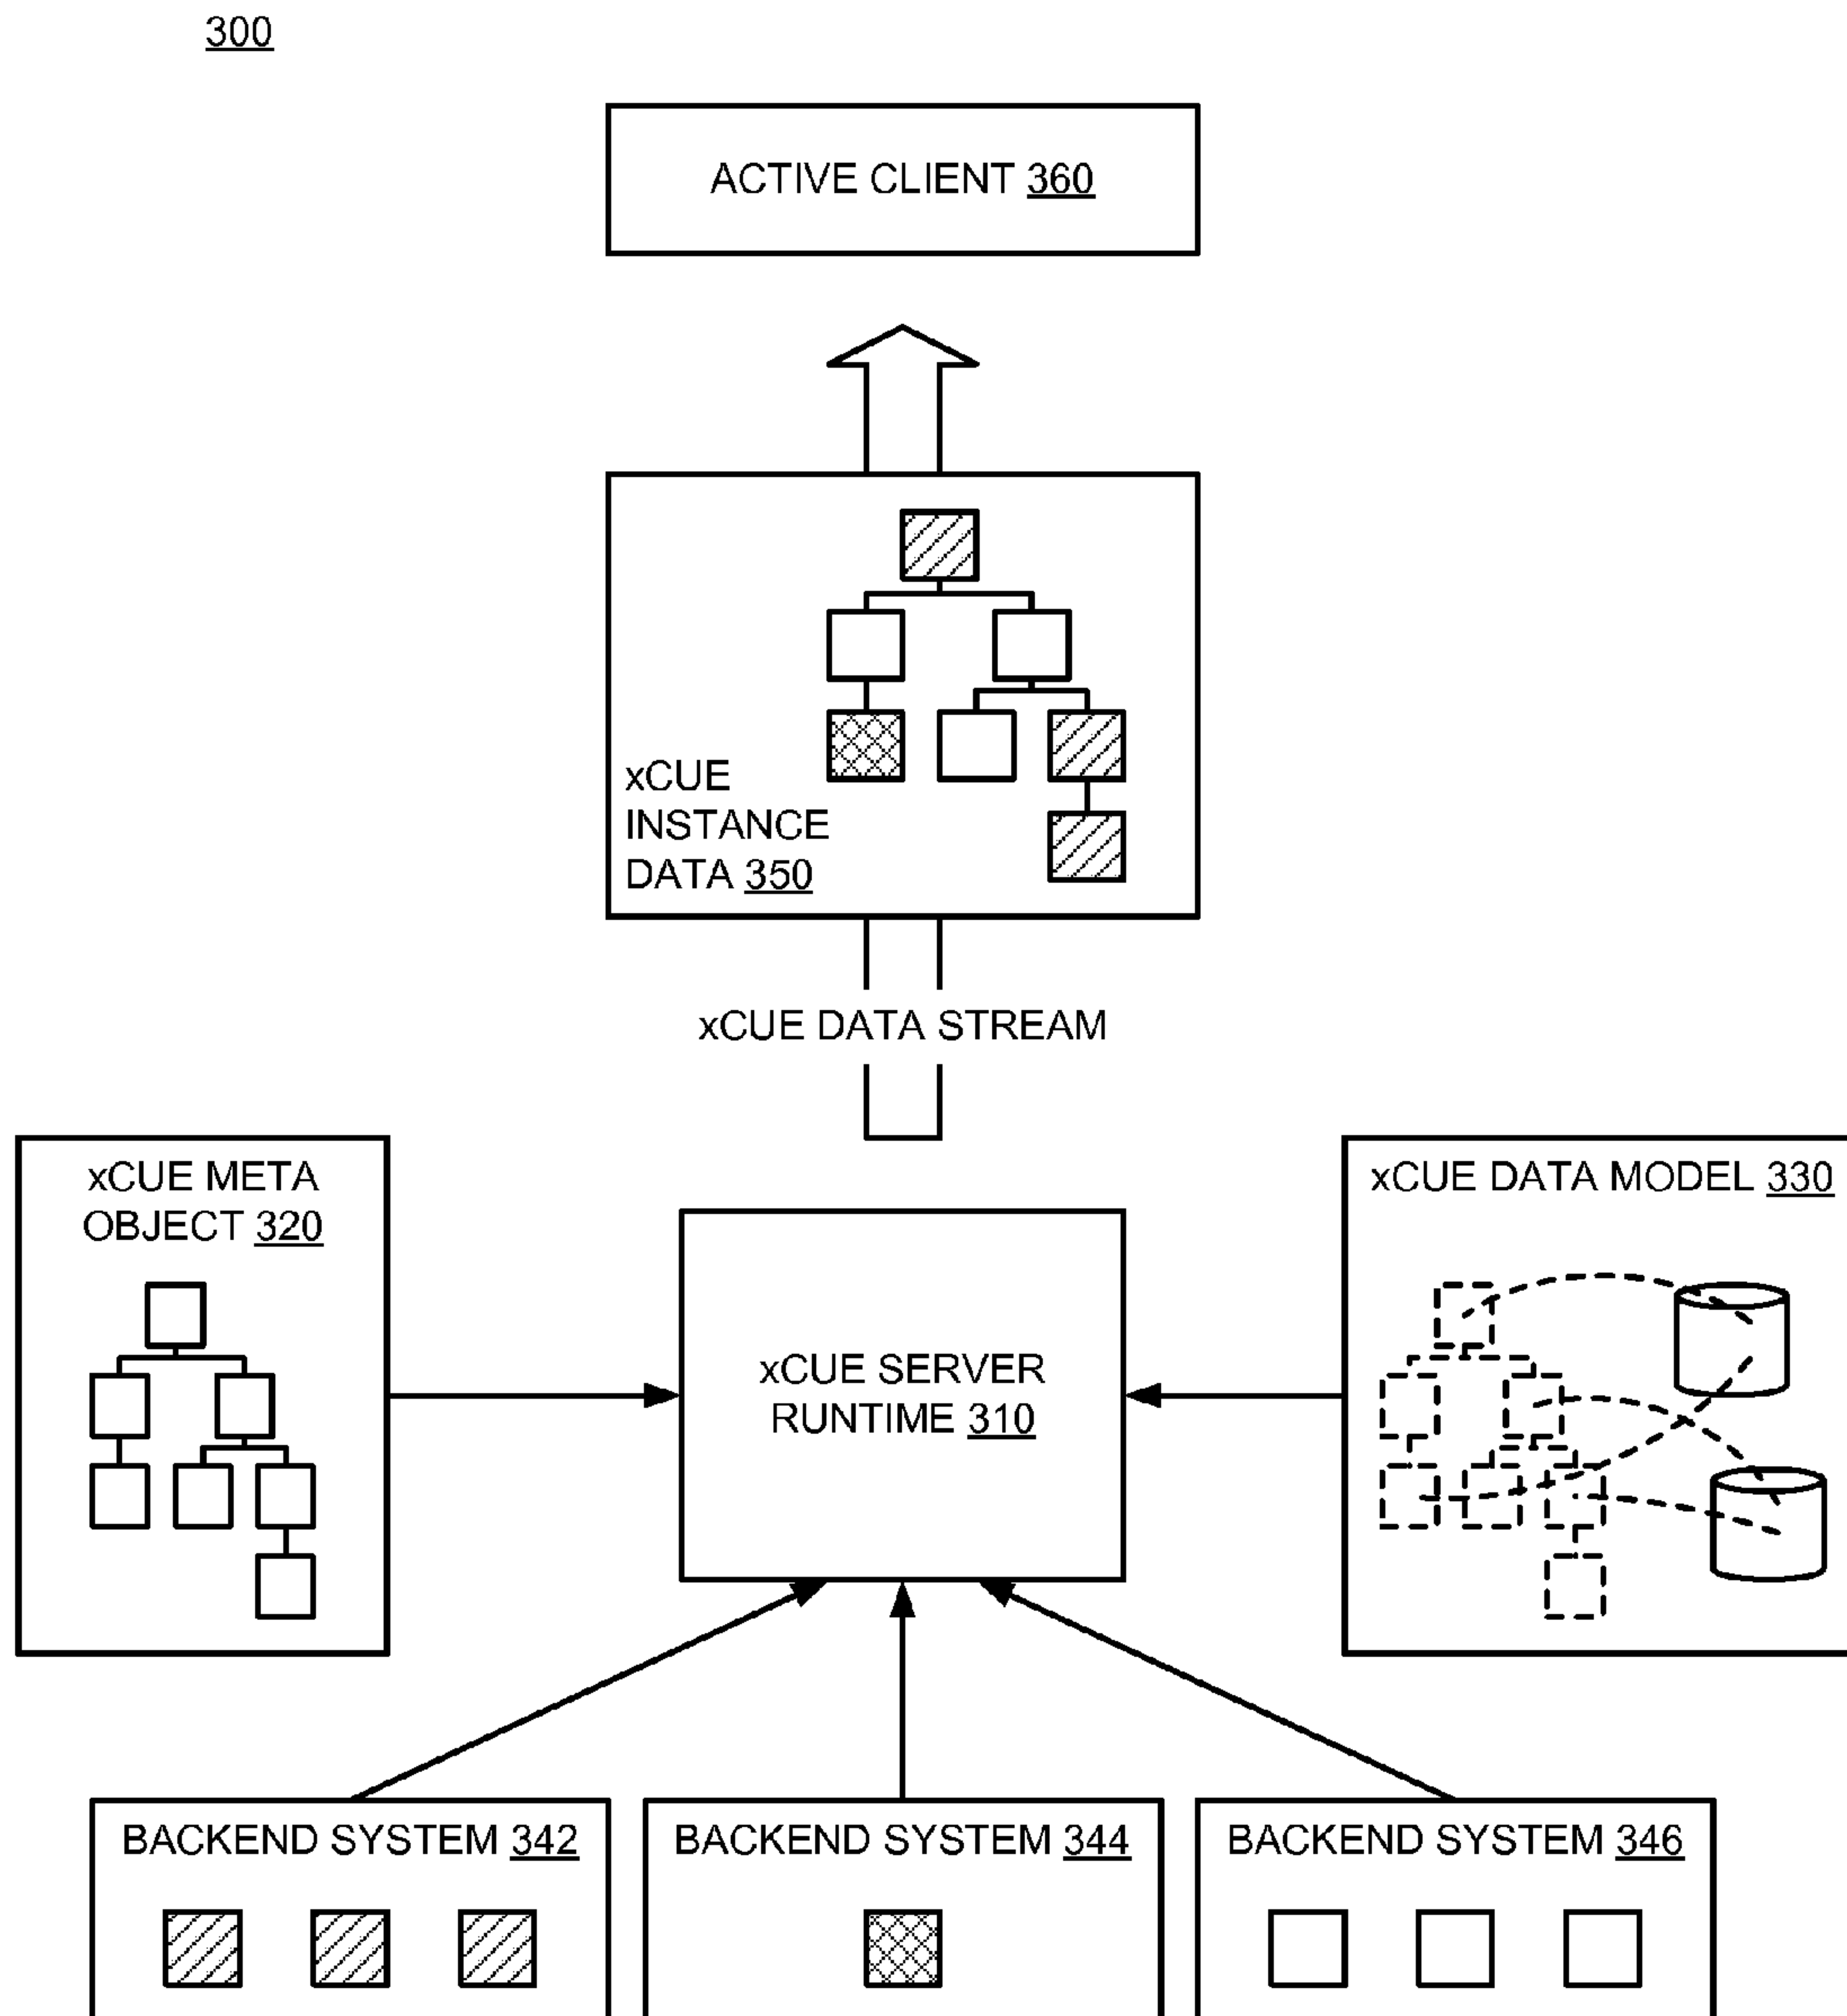 300
ACTIVE CLIENT 360
xCUE
INSTANCE
DATA 350
xCUE DATA STREAM
xCUE META
OBJECT 320
xCUE DATA MODEL 330
xCUE SERVER
RUNTIME 310
BACKEND SYSTEM 342
BACKEND SYSTEM 344
BACKEND SYSTEM 346